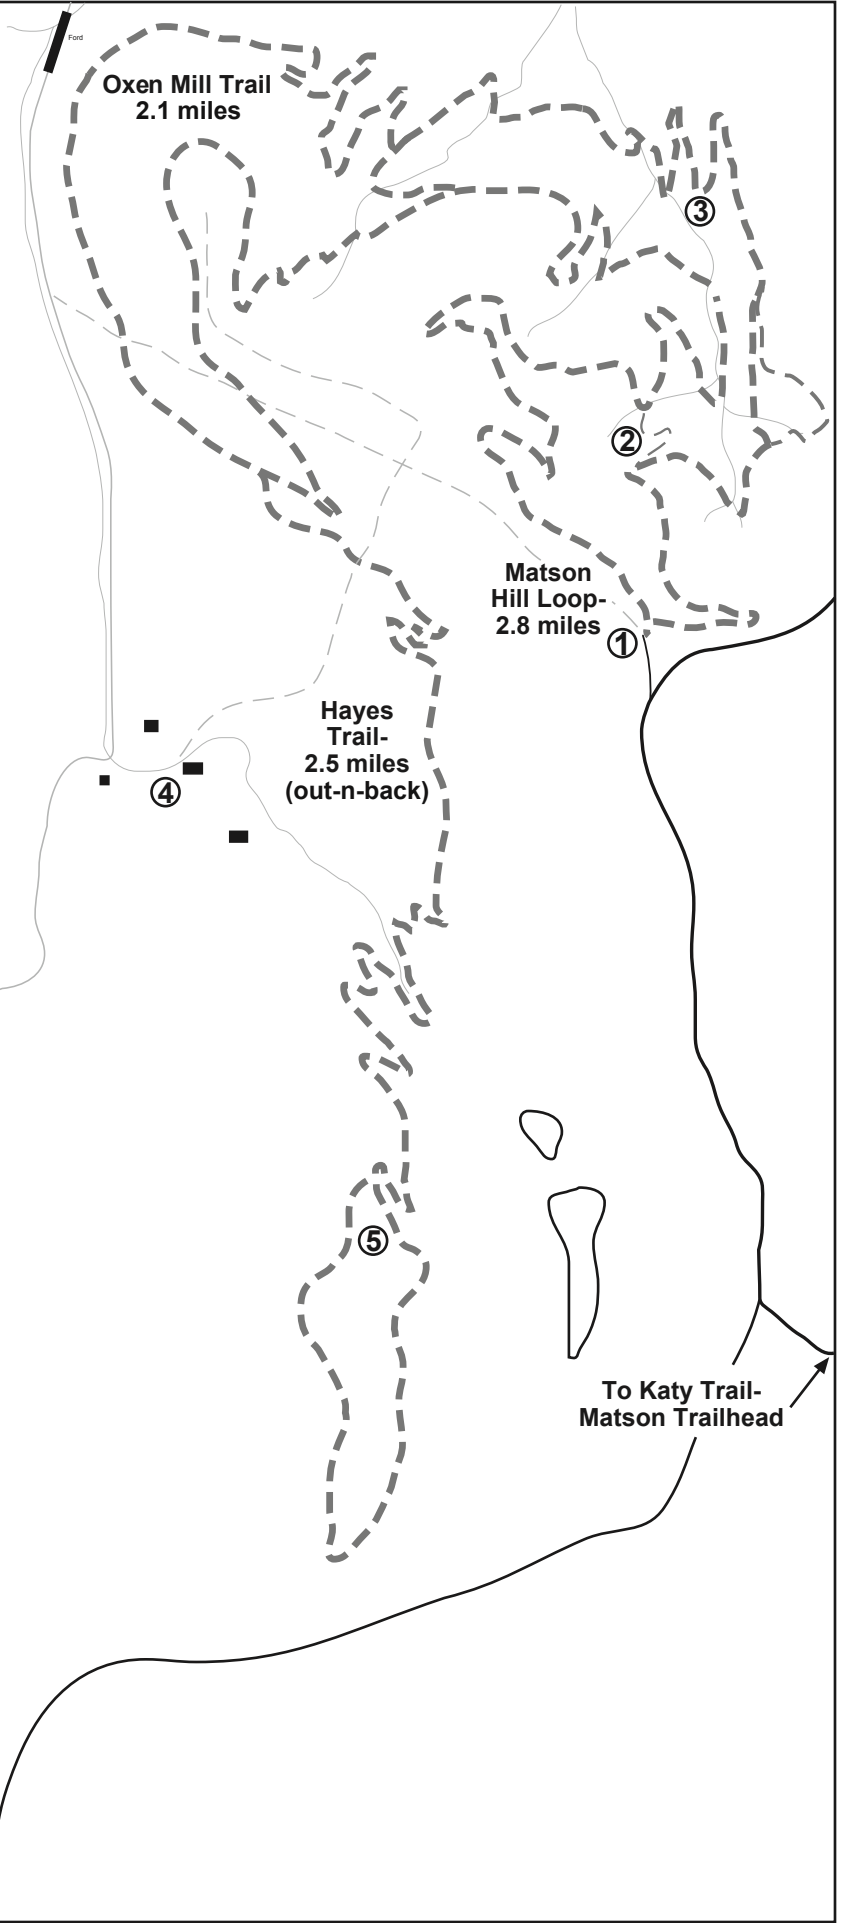 Ford
Oxen Mill Trail
2.1 miles
3
2
Matson
Hill Loop-
2.8 miles
1
Hayes
Trail-
2.5 miles
(out-n-back)
4
5
To Katy Trail-
Matson Trailhead